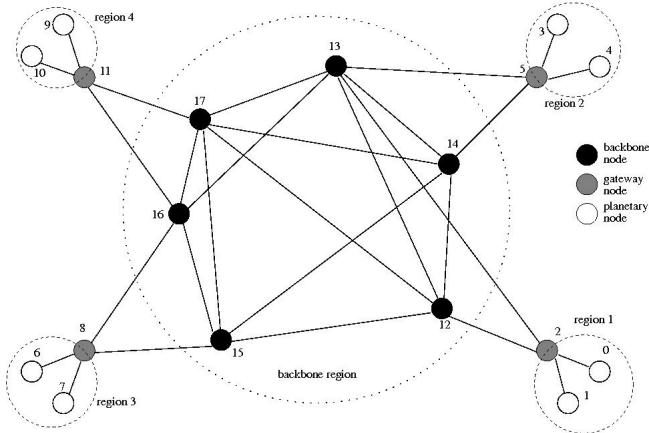 region 4
9
10
11
13
3
4
5
region 2
17
14
backbone
node
gateway
node
planetary
node
16
12
15
backbone region
8
6
7
region 3
region 1
2
0
1